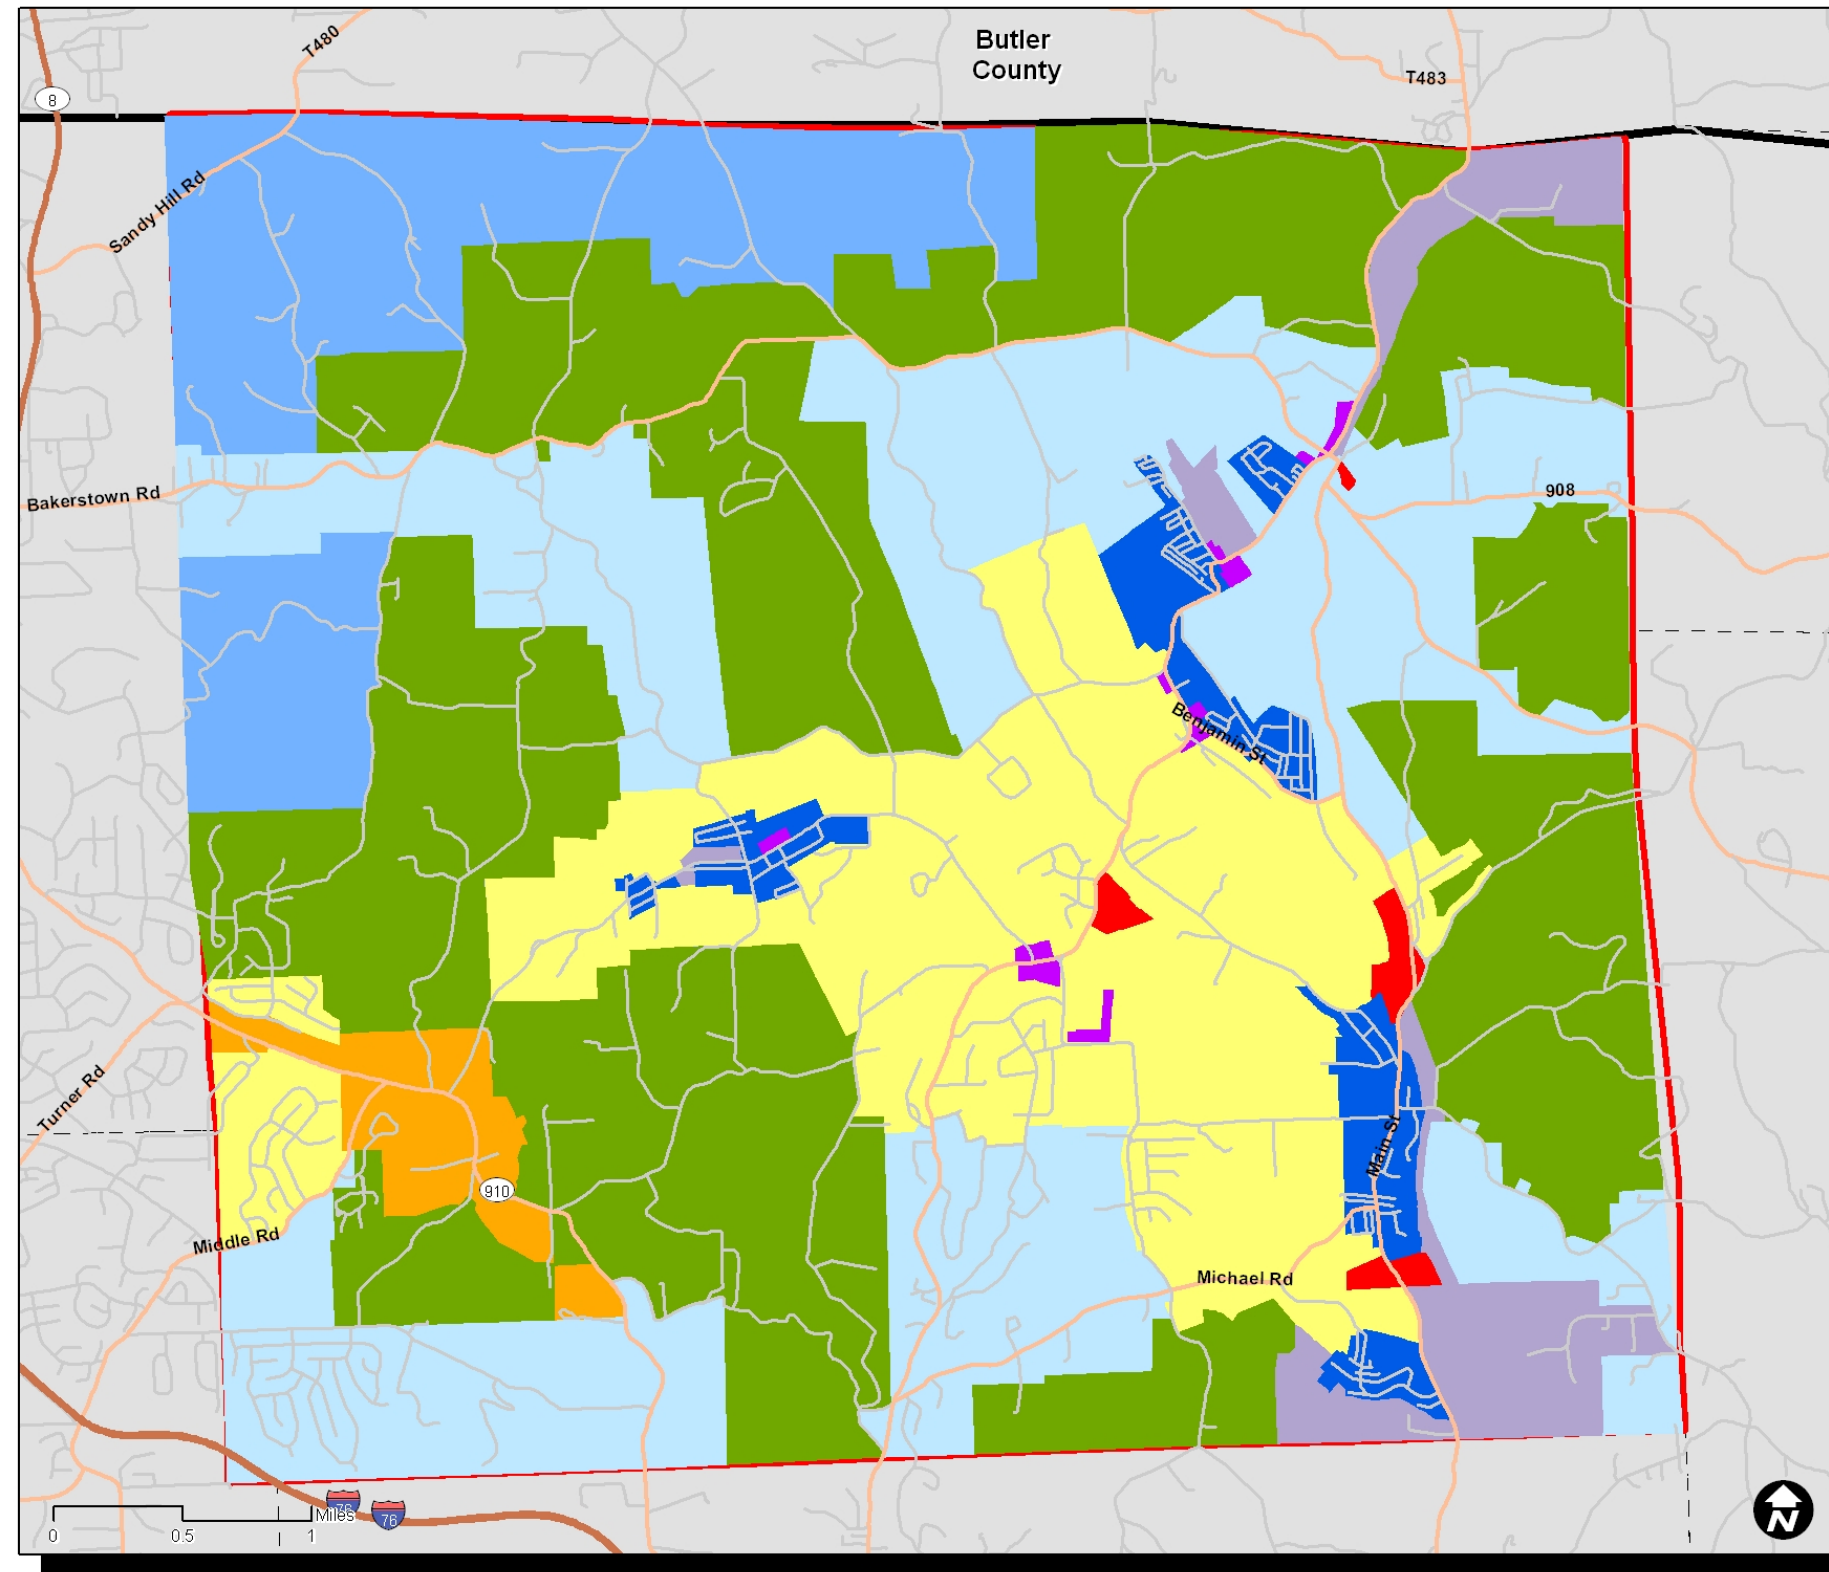 Butler
County
T480
T483
8
Sandy Hill Rd
Bakerstown Rd
908
Benjamin St
Turner Rd
Main St
910
Middle Rd
Michael Rd
76
76
Miles
0
0.5
1
N